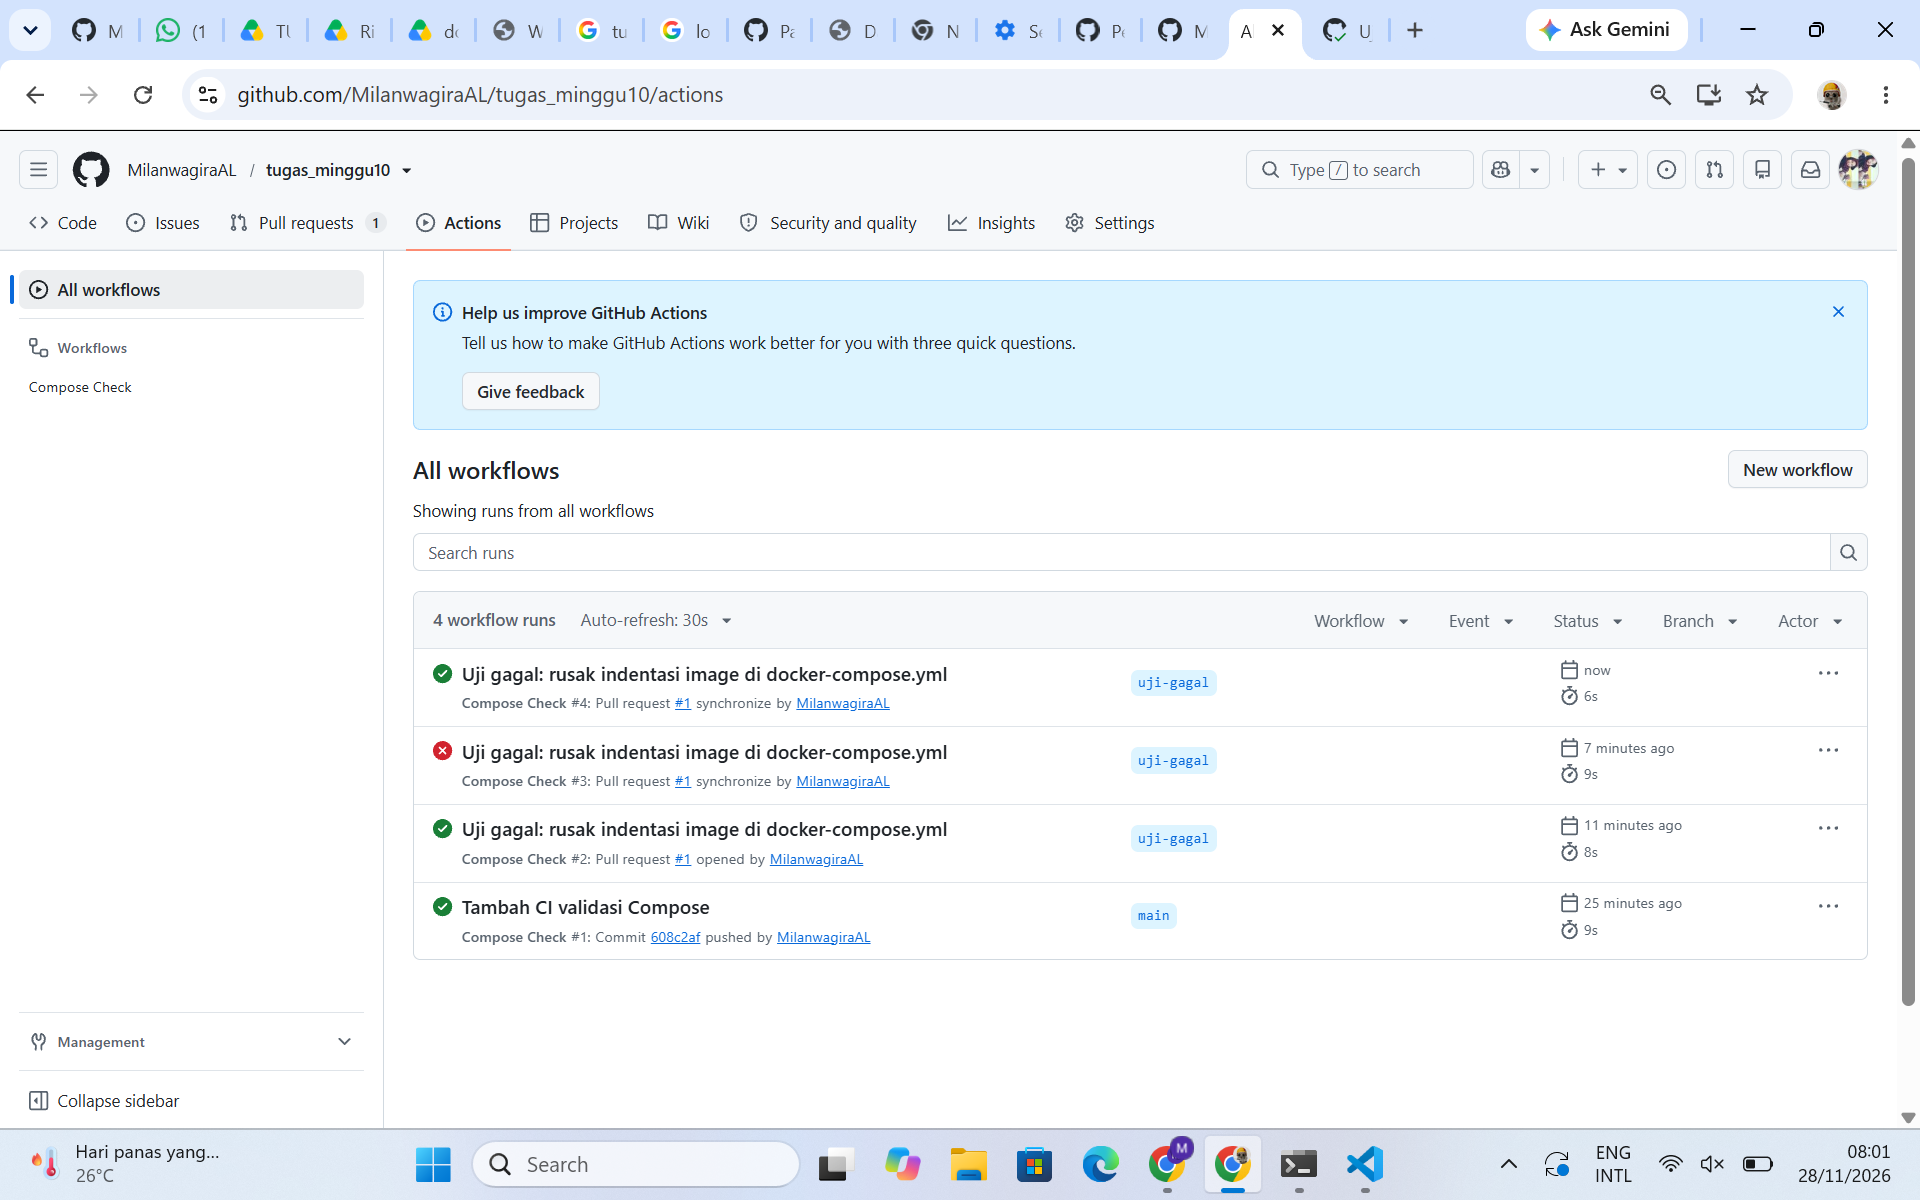 M
(1
TU
Ri
do
W
tu
lo
Pa
D
N
Se
Pe
M
A
U
Ask Gemini
github.com/MilanwagiraAL/tugas_minggu10/actions
MilanwagiraAL / tugas_minggu10
Type / to search
Code
Issues
Pull requests 1
Actions
Projects
Wiki
Security and quality
Insights
Settings
All workflows
Workflows
Compose Check
Management
Collapse sidebar
Help us improve GitHub Actions
Tell us how to make GitHub Actions work better for you with three quick questions.
Give feedback
All workflows
New workflow
Showing runs from all workflows
Search runs
4 workflow runs Auto-refresh: 30s Workflow Event Status Branch Actor
Uji gagal: rusak indentasi image di docker-compose.yml
Compose Check #4: Pull request #1 synchronize by MilanwagiraAL
uji-gagal
now
6s
Uji gagal: rusak indentasi image di docker-compose.yml
Compose Check #3: Pull request #1 synchronize by MilanwagiraAL
uji-gagal
7 minutes ago
9s
Uji gagal: rusak indentasi image di docker-compose.yml
Compose Check #2: Pull request #1 opened by MilanwagiraAL
uji-gagal
11 minutes ago
8s
Tambah CI validasi Compose
Compose Check #1: Commit 608c2af pushed by MilanwagiraAL
main
25 minutes ago
9s
Hari panas yang...
26°C
Search
M
ENG
INTL
08:01
28/11/2026